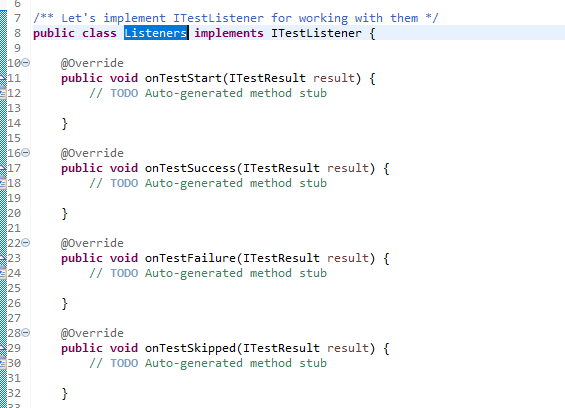 6
7 /** Let's implement ITestListener for working with them */
8 public class Listeners implements ITestListener {
9
10 @Override
11 public void onTestStart(ITestResult result) {
12 // TODO Auto-generated method stub
13
14 }
15
16 @Override
17 public void onTestSuccess(ITestResult result) {
18 // TODO Auto-generated method stub
19
20 }
21
22 @Override
23 public void onTestFailure(ITestResult result) {
24 // TODO Auto-generated method stub
25
26 }
27
28 @Override
29 public void onTestSkipped(ITestResult result) {
30 // TODO Auto-generated method stub
31
32 }
33